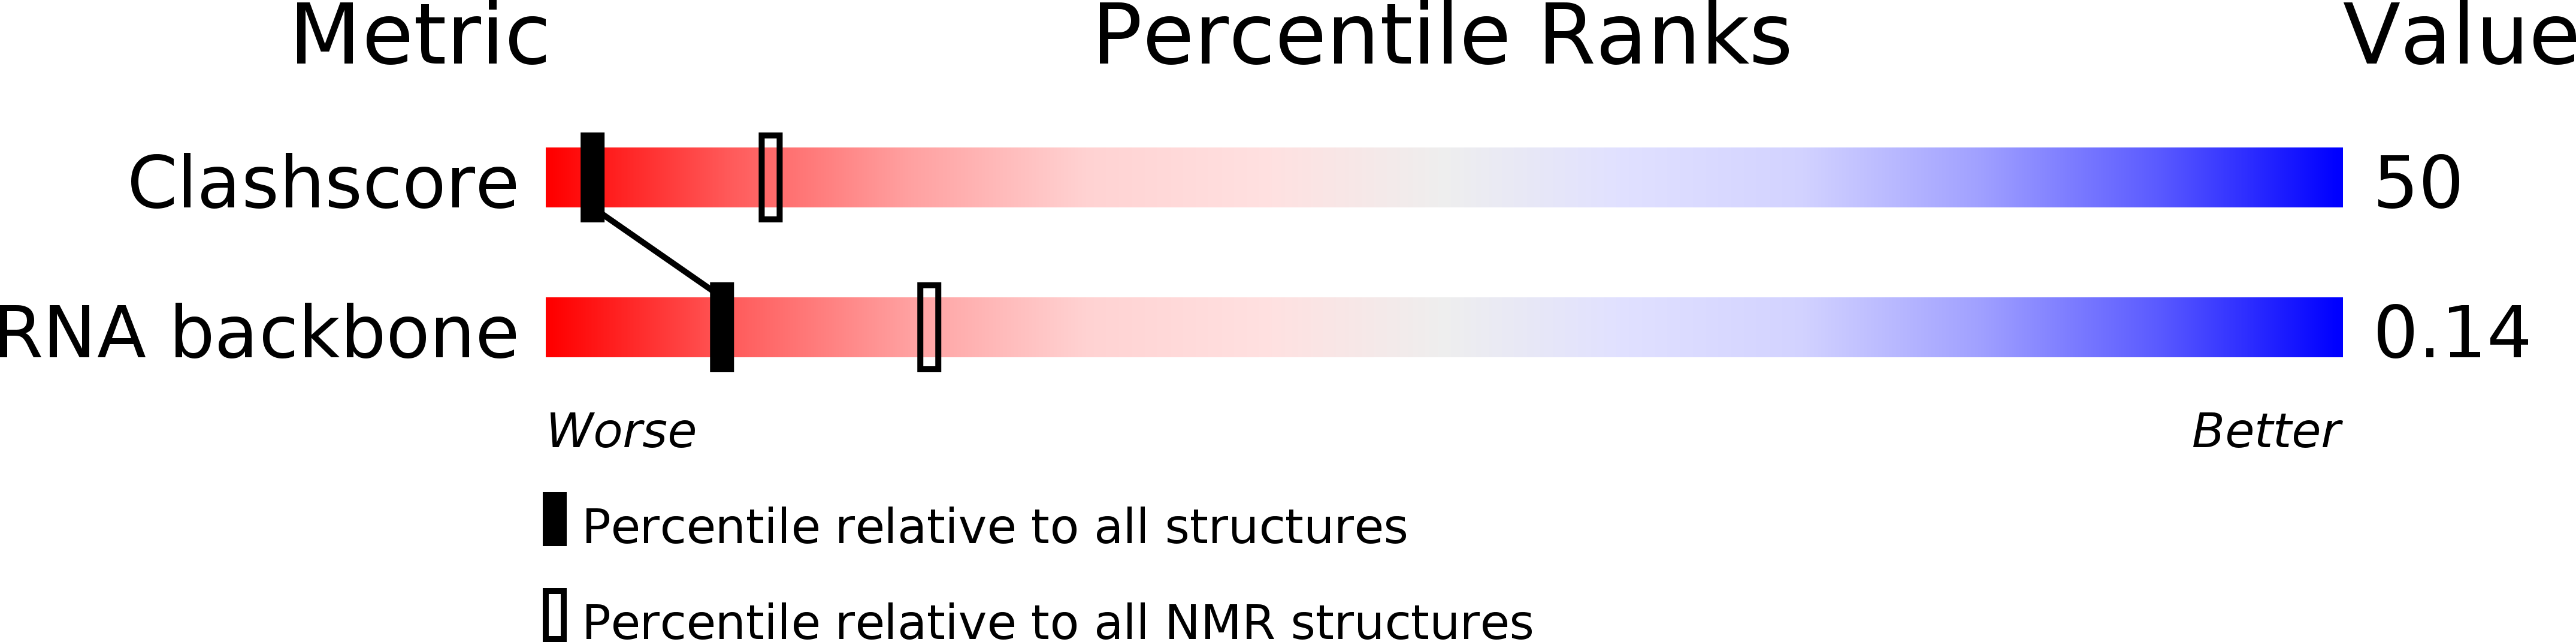 Metric Percentile Ranks Value
Clashscore 50
RNA backbone 0.14
Worse Better
Percentile relative to all structures
Percentile relative to all NMR structures